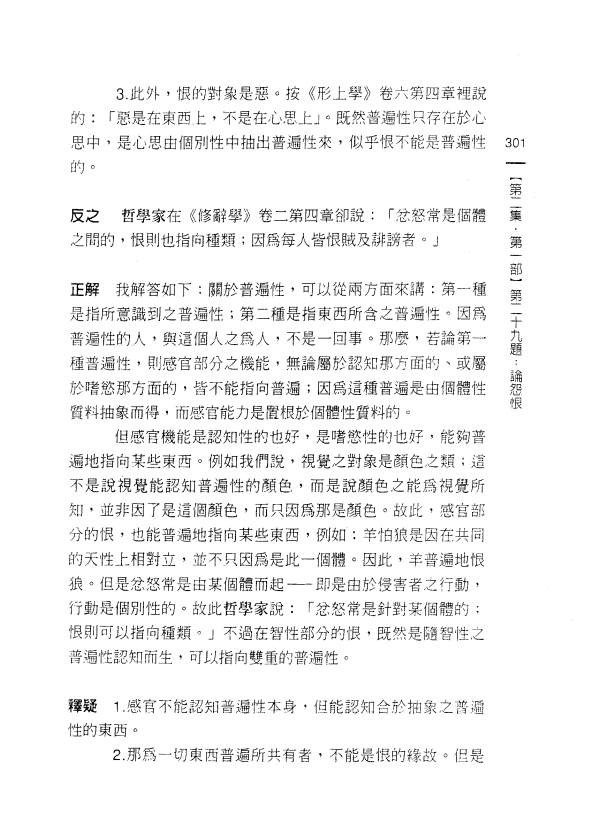 3.此外，恨的對象是惡。按《形上學》卷六第四章裡說
的：「惡是在東西上，不是在心思上」。既然普遍性只存在於心
思中，是心思由個別性中抽出普遍性來，似乎恨不能是普遍性
的。
反之　哲學家在《修辭學》卷二第四章卻說：「忿怒常是個體
之間的，恨則也指向種類；因爲每人皆恨賊及誹謗者。」
正解　我解答如下：關於普遍性，可以從兩方面來講：第一種
是指所意識到之普遍性；第二種是指東西所含之普遍性。因爲
普遍性的人，與這個人之爲人，不是一回事。那麼，若論第一
種普遍性，則感官部分之機能，無論屬於認知那方面的、或屬
於嗜慾那方面的，皆不能指向普遍；因爲這種普遍是由個體性
質料抽象而得，而感官能力是置根於個體性質料的。
但感官機能是認知性的也好，是嗜慾性的也好，能夠普
遍地指向某些東西。例如我們說，視覺之對象是顏色之類；這
不是說視覺能認知普遍性的顏色，而是說顏色之能爲視覺所
知，並非因了是這個顏色，而只因爲那是顏色。故此，感官部
分的恨，也能普遍地指向某些東西，例如：羊怕狼是因在共同
的天性上相對立，並不只因爲是此一個體。因此，羊普遍地恨
狼。但是忿怒常是由某個體而起──即是由於侵害者之行動，
行動是個別性的。故此哲學家說：「忿怒常是針對某個體的；
恨則可以指向種類。」不過在智性部分的恨，既然是隨智性之
普遍性認知而生，可以指向雙重的普遍性。
釋疑　1.感官不能認知普遍性本身，但能認知合於抽象之普遍
性的東西。
2.那爲一切東西普遍所共有者，不能是恨的緣故。但是
301
【第二集‧第一部】第二十九題：論怨恨